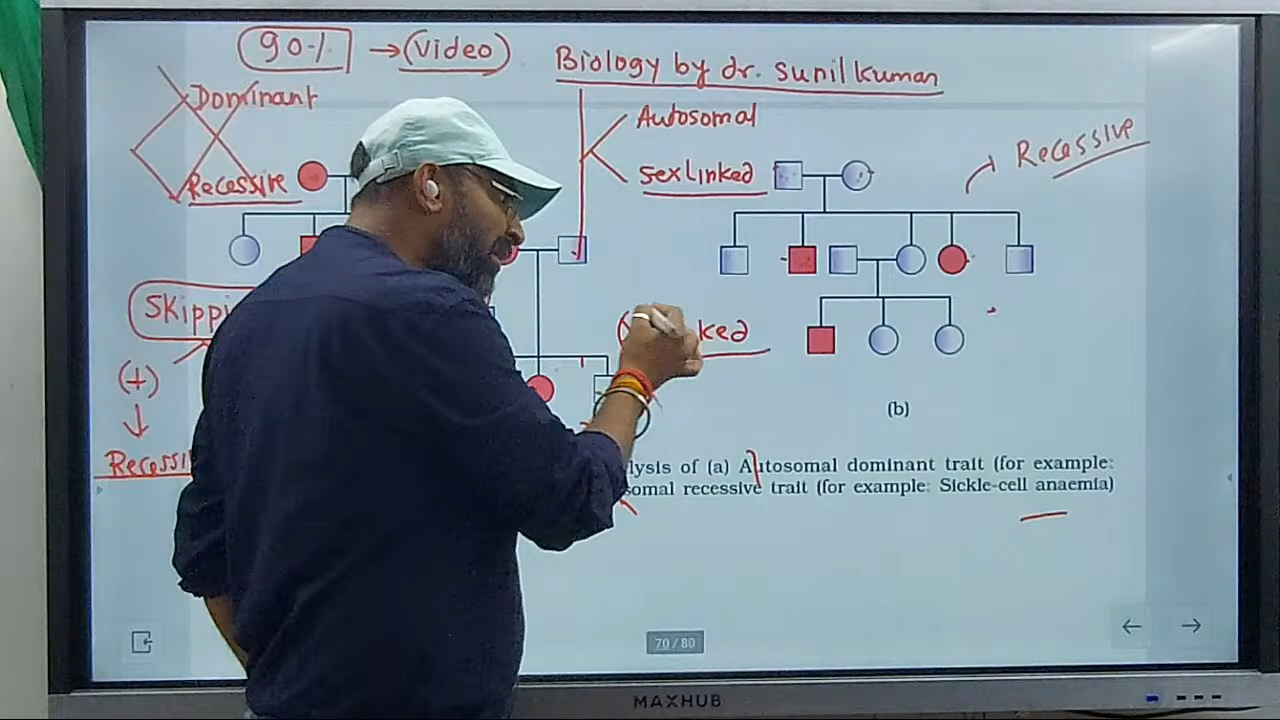 90% → (Video)
Biology by dr. Sunil Kumar
Dominant
Recessive
Autosomal
Sexlinked
Recessive
Skipp
(+)
↓
Recessi
ked
(b)
lysis of (a) Autosomal dominant trait (for example:
somal recessive trait (for example: Sickle-cell anaemia)
70 / 80
MAXHUB